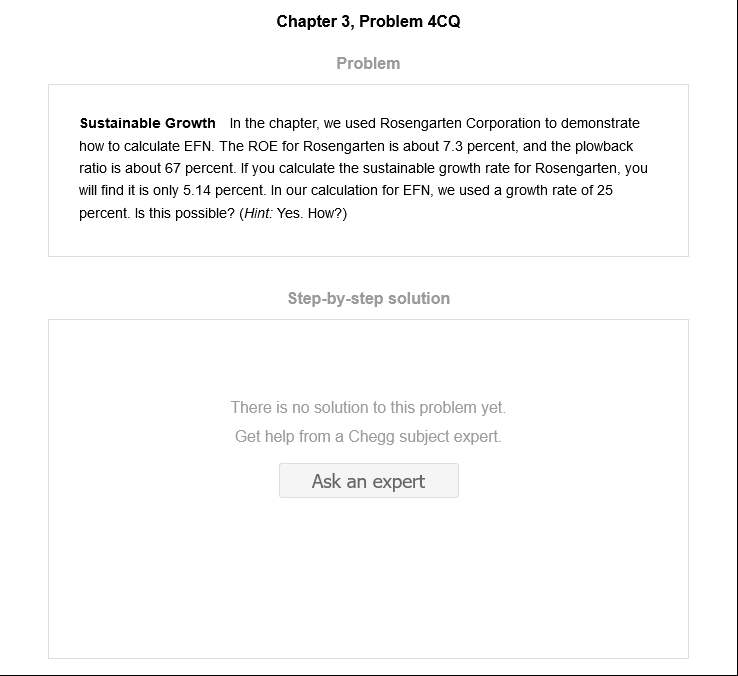 Chapter 3, Problem 4CQ
Problem
Sustainable Growth In the chapter, we used Rosengarten Corporation to demonstrate
how to calculate EFN. The ROE for Rosengarten is about 7.3 percent, and the plowback
ratio is about 67 percent. If you calculate the sustainable growth rate for Rosengarten, you
will find it is only 5.14 percent. In our calculation for EFN, we used a growth rate of 25
percent. Is this possible? (Hint: Yes. How?)
Step-by-step solution
There is no solution to this problem yet.
Get help from a Chegg subject expert.
Ask an expert